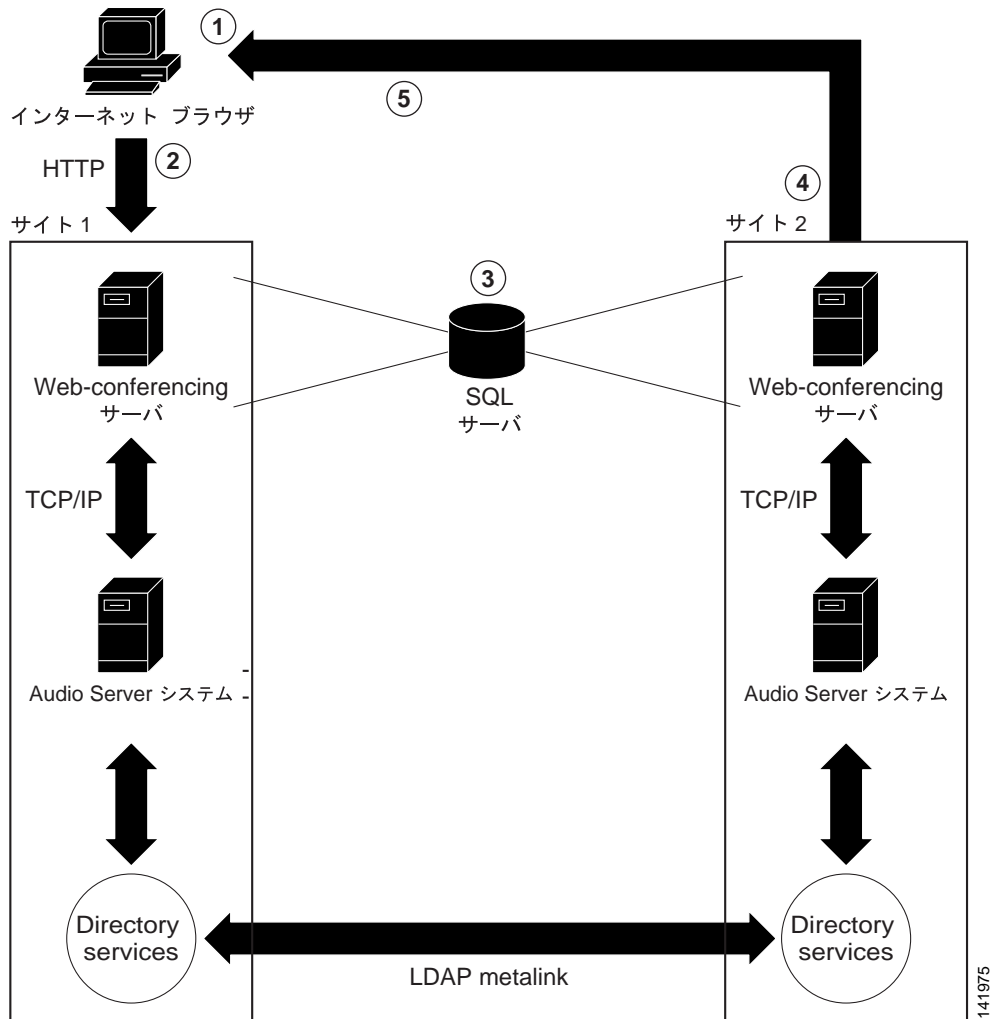 1
5
インターネット ブラウザ
HTTP
2
4
サイト 1
サイト 2
3
Web-conferencing
サーバ
SQL
サーバ
Web-conferencing
サーバ
TCP/IP
TCP/IP
Audio Server システム
Audio Server システム
Directory
services
Directory
services
LDAP metalink
141975